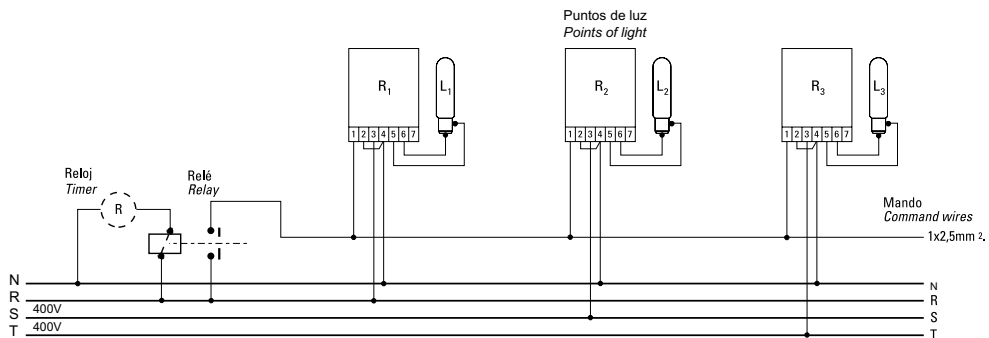 Puntos de luz
Points of light
R1 L1
R2 L2
R3 L3
1 2 3 4 5 6 7
1 2 3 4 5 6 7
1 2 3 4 5 6 7
Reloj
Timer
R
Relé
Relay
Mando
Command wires
1x2,5mm ².
N N
R R
S 400V S
T 400V T